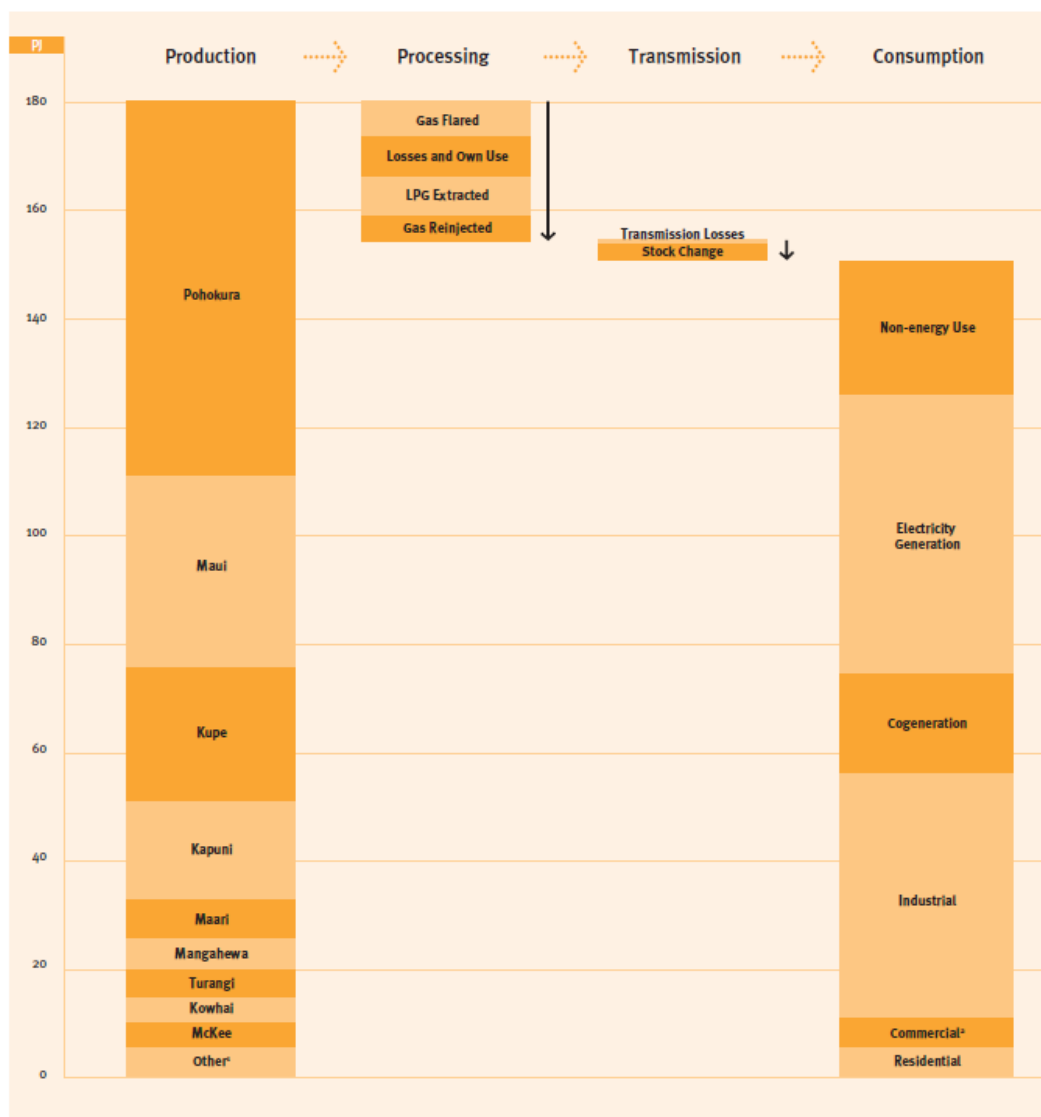 PJ
Production
Processing
Transmission
Consumption
180
160
140
120
100
80
60
40
20
0
Pohokura
Maui
Kupe
Kapuni
Maari
Mangahewa
Turangi
Kowhai
McKee
Otherᶜ
Gas Flared
Losses and Own Use
LPG Extracted
Gas Reinjected
Transmission Losses
Stock Change
Non-energy Use
Electricity
Generation
Cogeneration
Industrial
Commercialᵃ
Residential